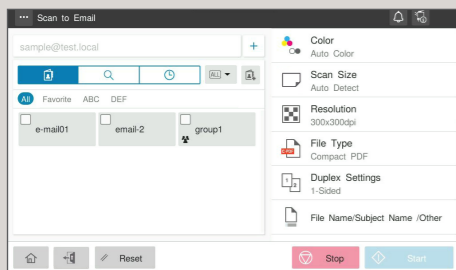 Scan to Email
sample@test.local
+
ALL
All
Favorite
ABC
DEF
e-mail01
email-2
group1
Color
Auto Color
Scan Size
Auto Detect
Resolution
300x300dpi
File Type
Compact PDF
Duplex Settings
1-Sided
File Name/Subject Name /Other
Reset
Stop
Start